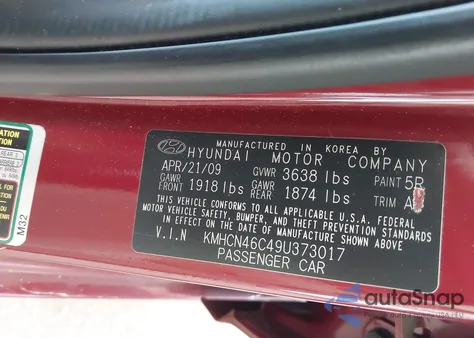 MANUFACTURED IN KOREA BY
HYUNDAI MOTOR COMPANY
APR/21/09 GVWR 3638 lbs PAINT 5R
GAWR FRONT 1918 lbs GAWR REAR 1874 lbs TRIM A
THIS VEHICLE CONFORMS TO ALL APPLICABLE U.S.A. FEDERAL
MOTOR VEHICLE SAFETY, BUMPER, AND THEFT PREVENTION STANDARDS
IN EFFECT ON THE DATE OF MANUFACTURE SHOWN ABOVE.
V.I.N KMHCN46C49U373017
PASSENGER CAR
M32
autoSnap